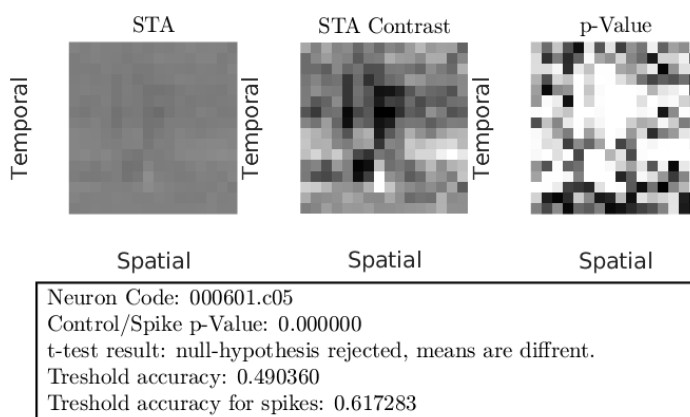 STA
STA Contrast
p-Value
Temporal
Temporal
Temporal
Spatial
Spatial
Spatial
Neuron Code: 000601.c05
Control/Spike p-Value: 0.000000
t-test result: null-hypothesis rejected, means are diffrent.
Treshold accuracy: 0.490360
Treshold accuracy for spikes: 0.617283